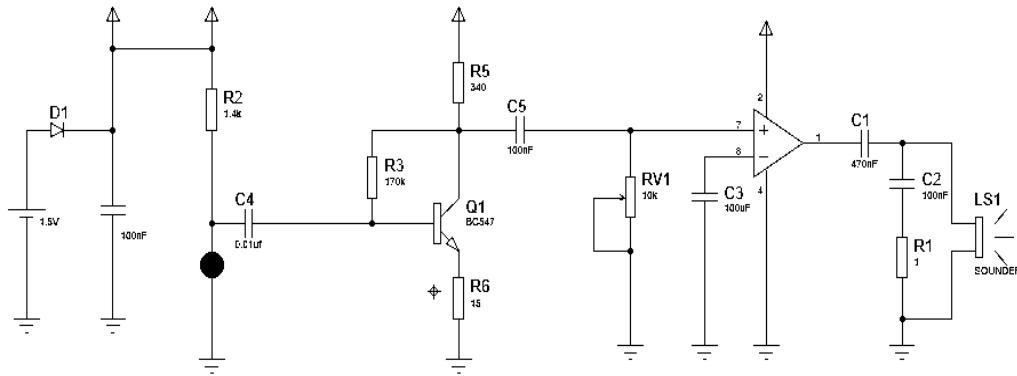 D1
1.5V
100nF
R2
1.4k
C4
0.01uf
R3
170k
R5
340
Q1
BC547
R6
15
C5
100nF
RV1
10k
C3
100uF
2
7
8
4
1
C1
470nF
C2
100nF
R1
1
LS1
SOUNDER